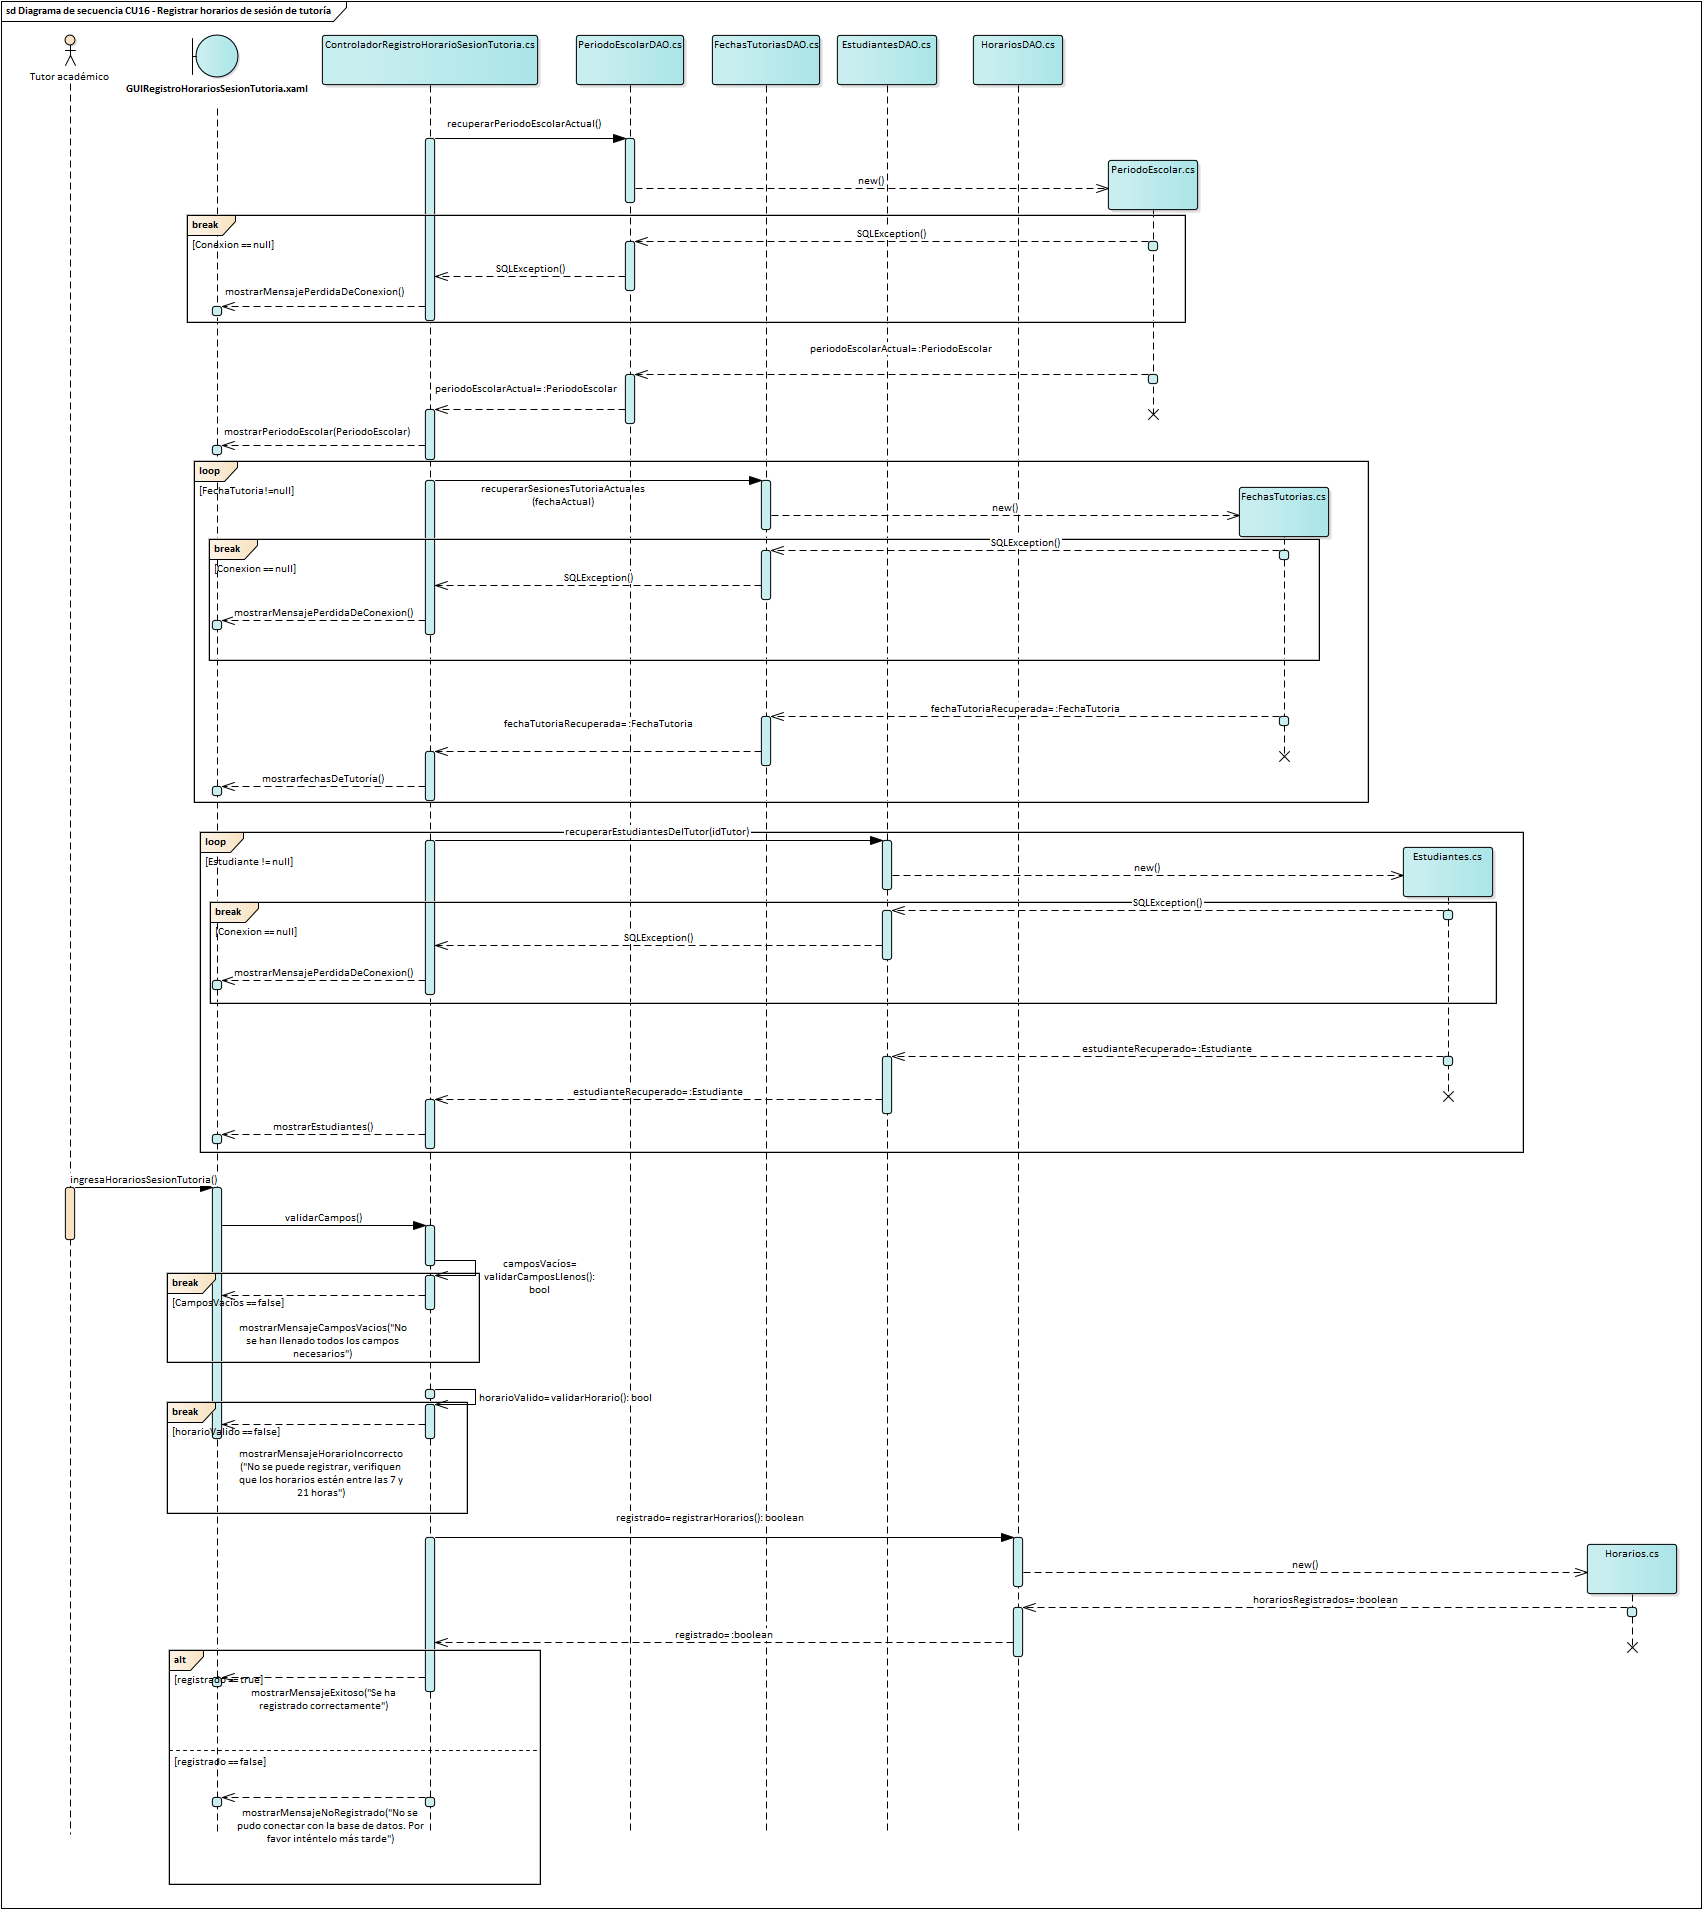 sd Diagrama de secuencia CU16 - Registrar horarios de sesión de tutoría
Tutor académico
GUIRegistroHorariosSesionTutoria.xaml
ControladorRegistroHorarioSesionTutoria.cs
PeriodoEscolarDAO.cs
FechasTutoriasDAO.cs
EstudiantesDAO.cs
HorariosDAO.cs
recuperarPeriodoEscolarActual()
PeriodoEscolar.cs
new()
break
[Conexion == null]
SQLException()
SQLException()
mostrarMensajePerdidaDeConexion()
periodoEscolarActual= :PeriodoEscolar
periodoEscolarActual= :PeriodoEscolar
mostrarPeriodoEscolar(PeriodoEscolar)
loop
[FechaTutoria!=null]
recuperarSesionesTutoriaActuales
(fechaActual)
FechasTutorias.cs
new()
break
[Conexion == null]
SQLException()
SQLException()
mostrarMensajePerdidaDeConexion()
fechaTutoriaRecuperada= :FechaTutoria
fechaTutoriaRecuperada= :FechaTutoria
mostrarfechasDeTutoría()
loop
[Estudiante != null]
recuperarEstudiantesDelTutor(idTutor)
Estudiantes.cs
new()
break
[Conexion == null]
SQLException()
SQLException()
mostrarMensajePerdidaDeConexion()
estudianteRecuperado= :Estudiante
estudianteRecuperado= :Estudiante
mostrarEstudiantes()
ingresaHorariosSesionTutoria()
validarCampos()
camposVacíos=
validarCamposLlenos():
bool
break
[CamposVacios == false]
mostrarMensajeCamposVacios("No
se han llenado todos los campos
necesarios")
horarioValido= validarHorario(): bool
break
[horarioValido == false]
mostrarMensajeHorarioIncorrecto
("No se puede registrar, verifiquen
que los horarios estén entre las 7 y
21 horas")
registrado= registrarHorarios(): boolean
Horarios.cs
new()
horariosRegistrados= :boolean
registrado= :boolean
alt
[registrado == true]
mostrarMensajeExitoso("Se ha
registrado correctamente")
[registrado == false]
mostrarMensajeNoRegistrado("No se
pudo conectar con la base de datos. Por
favor inténtelo más tarde")